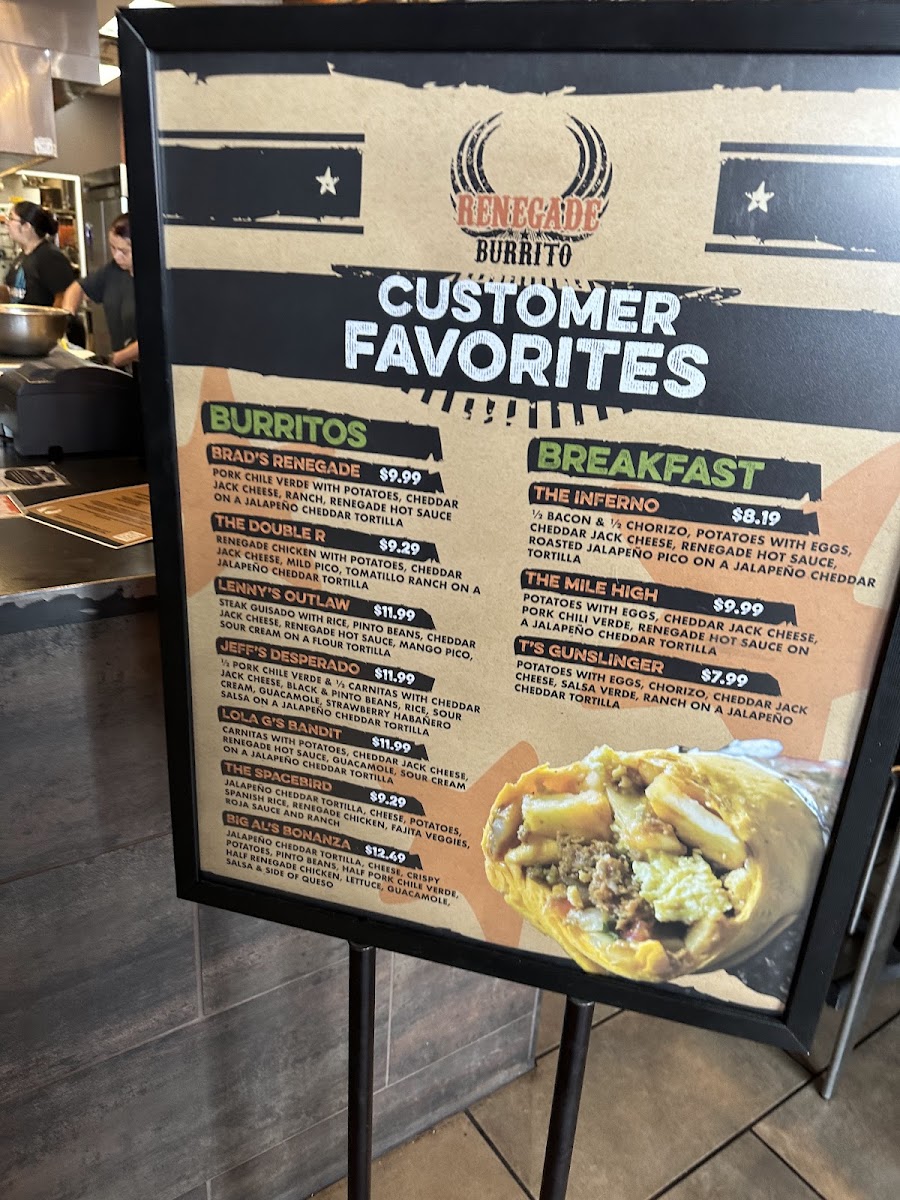 RENEGADE
BURRITO
CUSTOMER
FAVORITES
BURRITOS
BRAD'S RENEGADE $9.99
PORK CHILE VERDE WITH POTATOES, CHEDDAR
JACK CHEESE, RANCH, RENEGADE HOT SAUCE
ON A JALAPEÑO CHEDDAR TORTILLA
THE DOUBLE R $9.29
RENEGADE CHICKEN WITH POTATOES, CHEDDAR
JACK CHEESE, MILD PICO, TOMATILLO RANCH ON A
JALAPEÑO CHEDDAR TORTILLA
LENNY'S OUTLAW $11.99
STEAK GUISADO WITH RICE, PINTO BEANS, CHEDDAR
JACK CHEESE, RENEGADE HOT SAUCE, MANGO PICO,
SOUR CREAM ON A FLOUR TORTILLA
JEFF'S DESPERADO $11.99
½ PORK CHILE VERDE & ½ CARNITAS WITH CHEDDAR
JACK CHEESE, BLACK & PINTO BEANS, RICE, SOUR
CREAM, GUACAMOLE, STRAWBERRY HABAÑERO
SALSA ON A JALAPEÑO CHEDDAR TORTILLA
LOLA G'S BANDIT $11.99
CARNITAS WITH POTATOES, CHEDDAR JACK CHEESE,
RENEGADE HOT SAUCE, GUACAMOLE, SOUR CREAM
ON A JALAPEÑO CHEDDAR TORTILLA
THE SPACEBIRD $9.29
JALAPEÑO CHEDDAR TORTILLA, CHEESE, POTATOES,
SPANISH RICE, RENEGADE CHICKEN, FAJITA VEGGIES,
ROJA SAUCE AND RANCH
BIG AL'S BONANZA $12.49
JALAPEÑO CHEDDAR TORTILLA, CHEESE, CRISPY
POTATOES, PINTO BEANS, HALF PORK CHILE VERDE,
HALF RENEGADE CHICKEN, LETTUCE, GUACAMOLE,
SALSA & SIDE OF QUESO
BREAKFAST
THE INFERNO $8.19
½ BACON & ½ CHORIZO, POTATOES WITH EGGS,
CHEDDAR JACK CHEESE, RENEGADE HOT SAUCE,
ROASTED JALAPEÑO PICO ON A JALAPEÑO CHEDDAR
TORTILLA
THE MILE HIGH $9.99
POTATOES WITH EGGS, CHEDDAR JACK CHEESE,
PORK CHILI VERDE, RENEGADE HOT SAUCE ON
A JALAPEÑO CHEDDAR TORTILLA
T'S GUNSLINGER $7.99
POTATOES WITH EGGS, CHORIZO, CHEDDAR JACK
CHEESE, SALSA VERDE, RANCH ON A JALAPEÑO
CHEDDAR TORTILLA